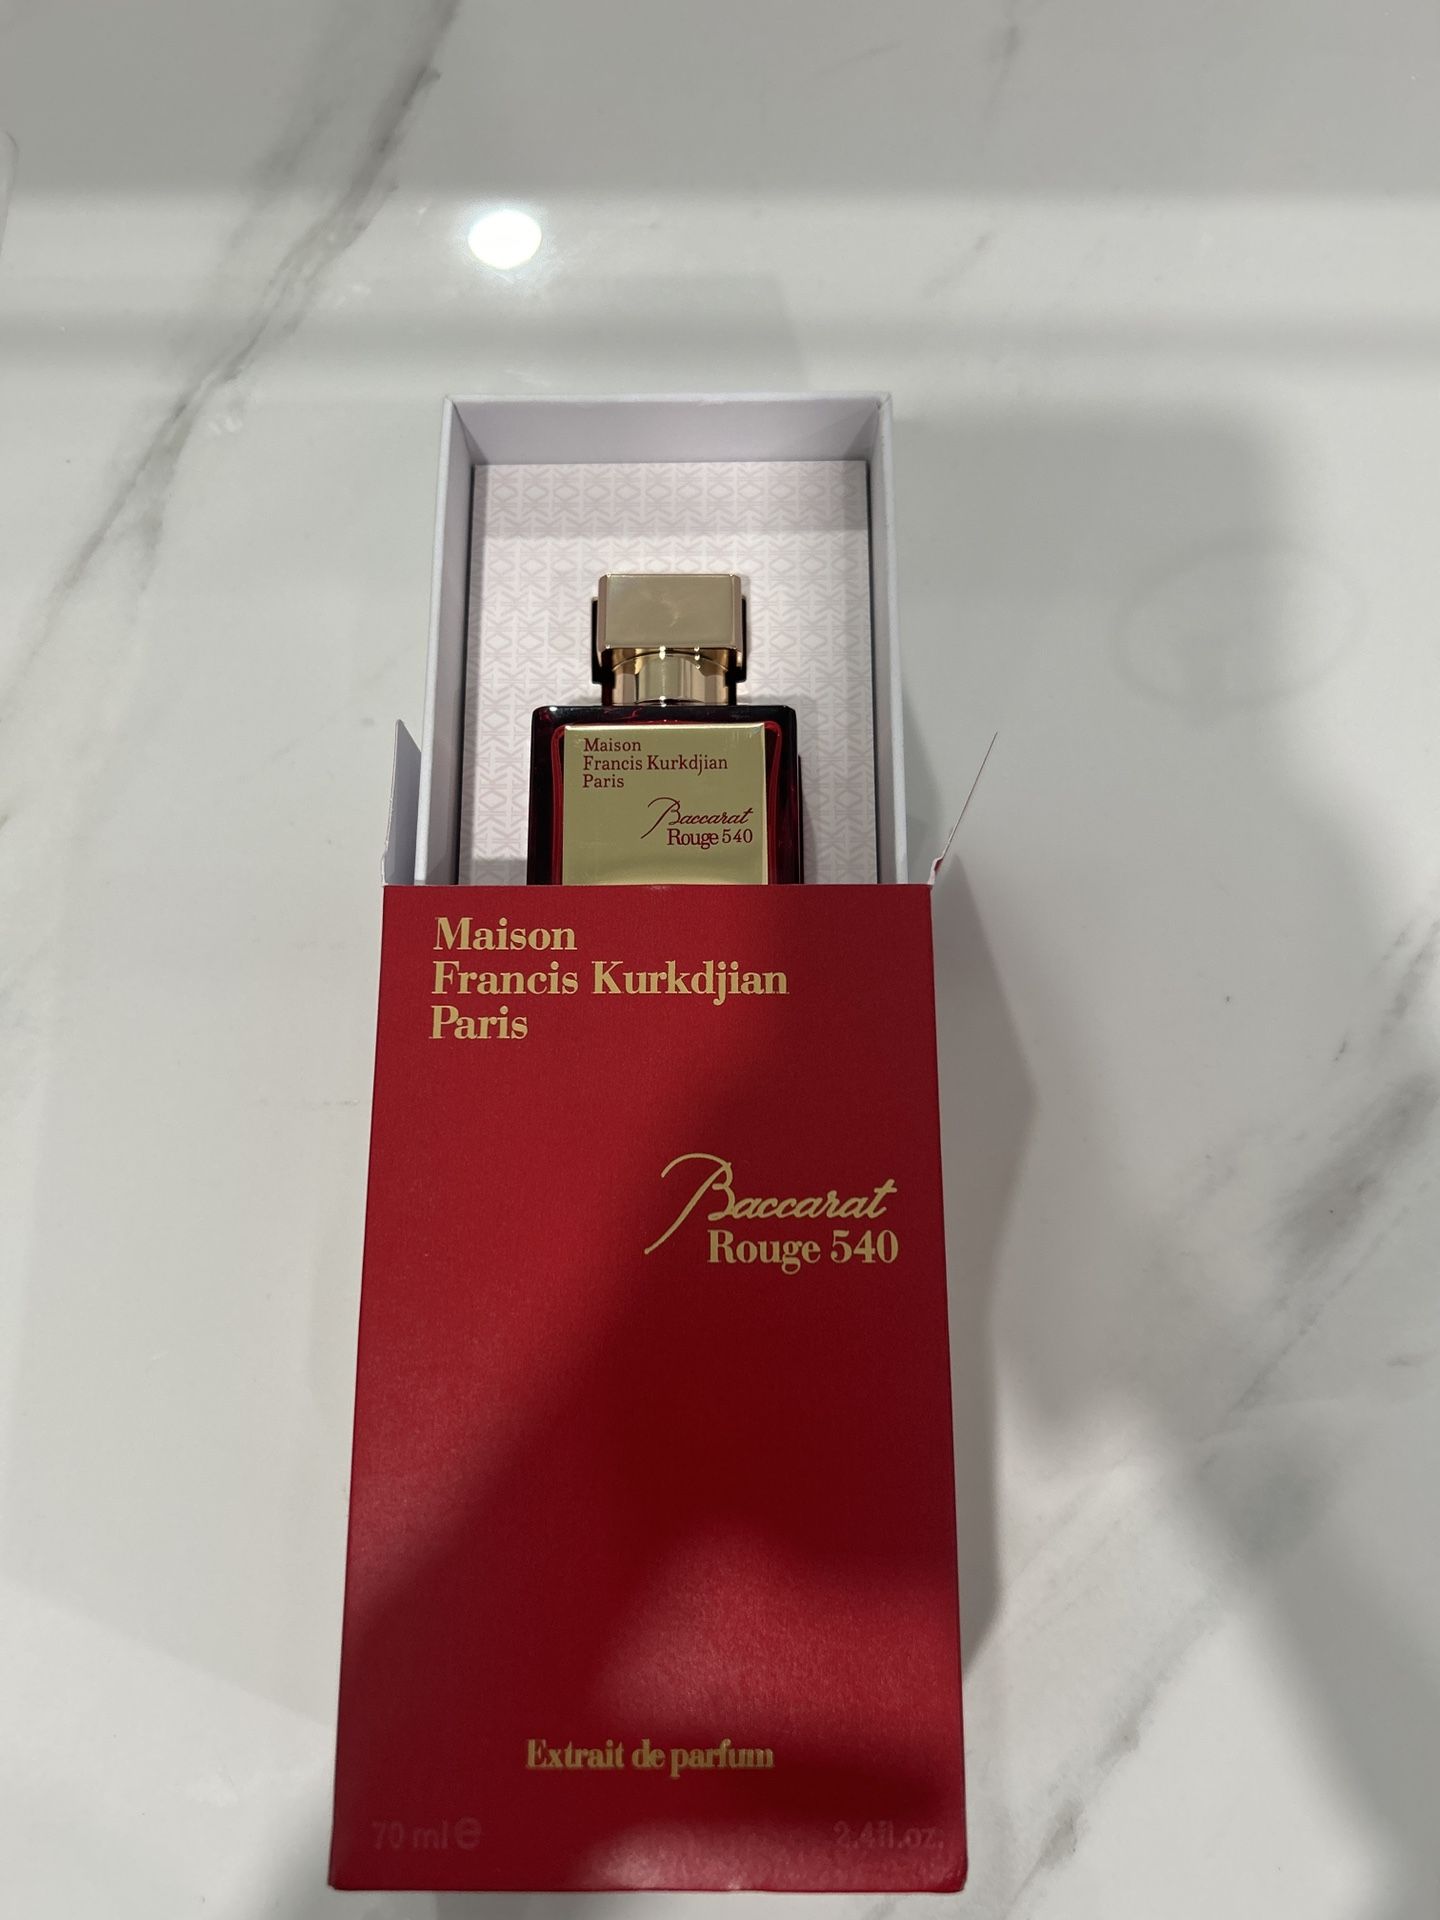 Maison
Francis Kurkdjian
Paris
Baccarat
Rouge 540
Maison
Francis Kurkdjian
Paris
Baccarat
Rouge 540
Extrait de parfum
70 ml ℮ 2.4fl.oz.